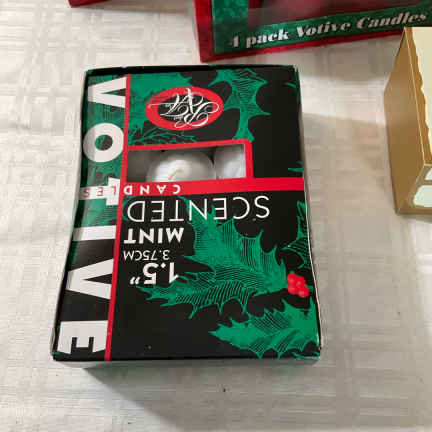 4 pack Votive Candles
VOTIVE
CANDLES
SCENTED
MINT
3.75CM
1.5"